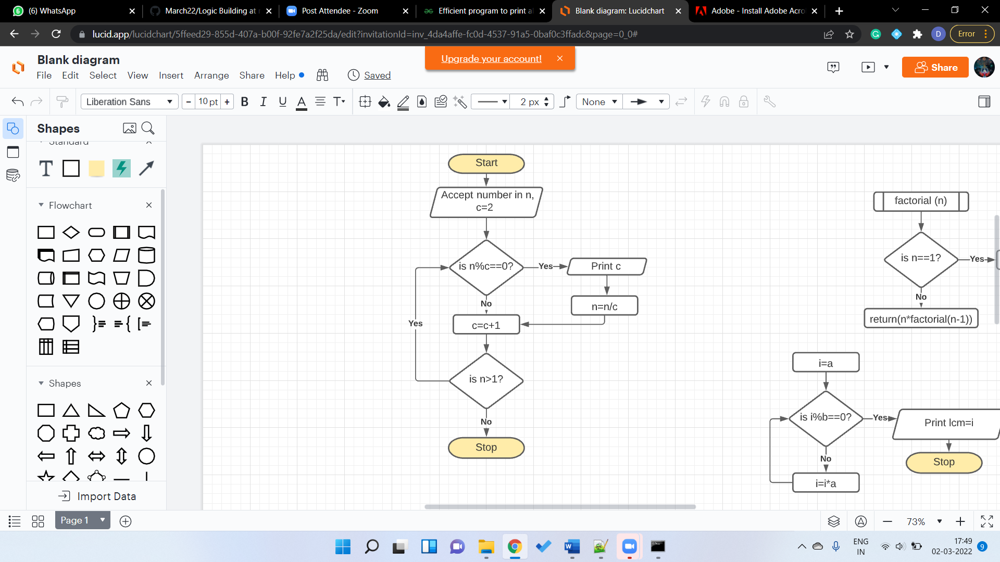 (6) WhatsApp
March22/Logic Building at
Post Attendee - Zoom
Efficient program to print al
Blank diagram: Lucidchart
Adobe - Install Adobe Acro
lucid.app/lucidchart/5ffeed29-855d-407a-b00f-92fe7a2f25da/edit?invitationId=inv_4da4affe-fc0d-4537-91a5-0baf0c3ffadc&page=0_0#
D
Error
Blank diagram
Upgrade your account!
File Edit Select View Insert Arrange Share Help
Saved
Share
Liberation Sans
- 10 pt +
B I U A T
2 px
None
Shapes
Standard
T
Flowchart
Shapes
Import Data
Start
Accept number in n,
c=2
is n%c==0?
Yes
Print c
No
n=n/c
c=c+1
Yes
is n>1?
No
Stop
factorial (n)
is n==1?
Yes
No
return(n*factorial(n-1))
i=a
is i%b==0?
Yes
Print lcm=i
No
Stop
i=i*a
Page 1
73%
ENG
IN
17:49
02-03-2022
9